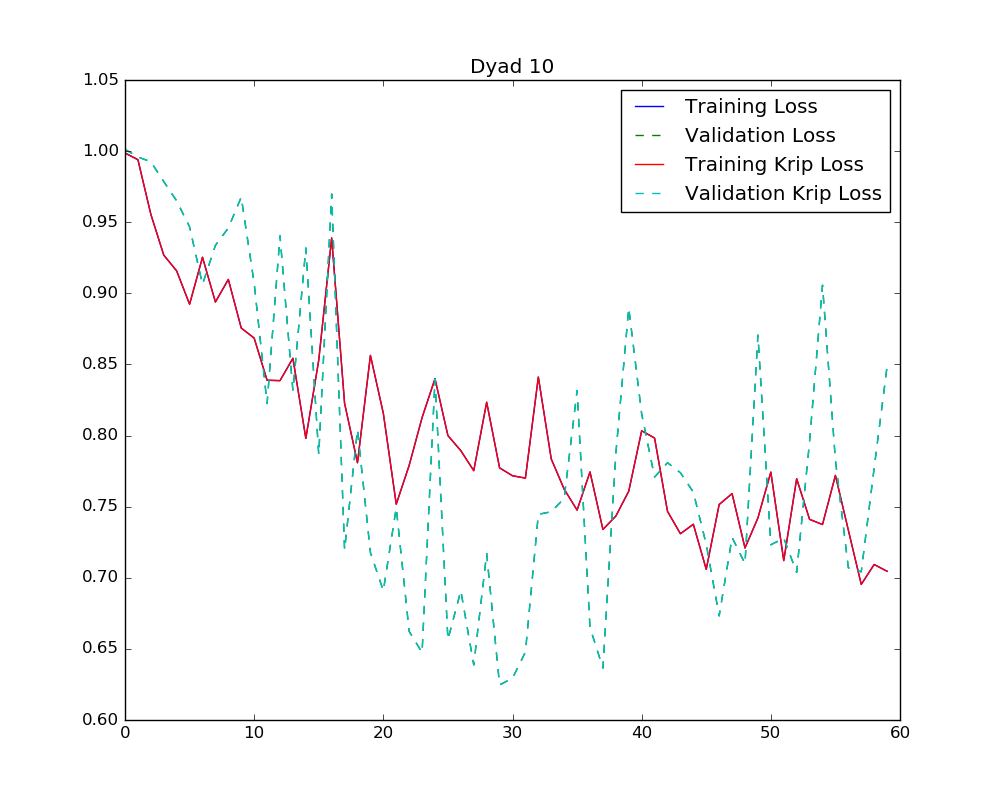 Dyad 10
1.05
1.00
0.95
0.90
0.85
0.80
0.75
0.70
0.65
0.60
Training Loss
Validation Loss
Training Krip Loss
Validation Krip Loss
0 10 20 30 40 50 60